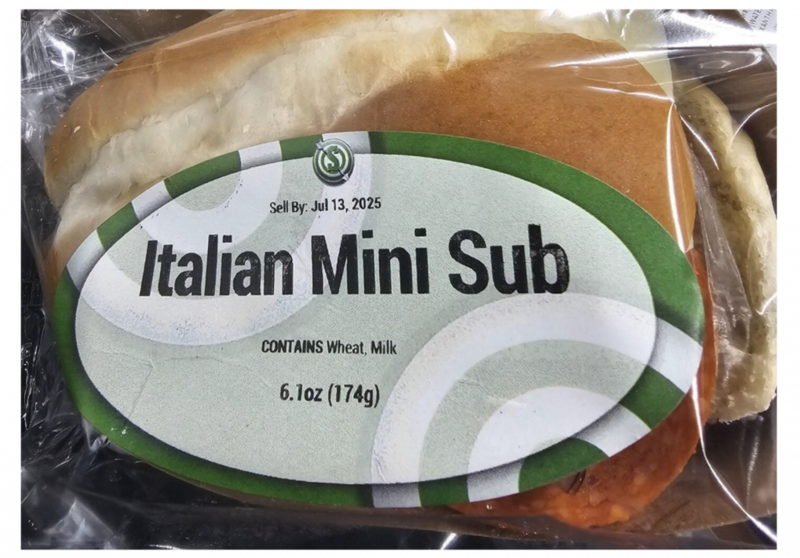 Sell By: Jul 13, 2025
Italian Mini Sub
CONTAINS Wheat, Milk
6.1oz (174g)